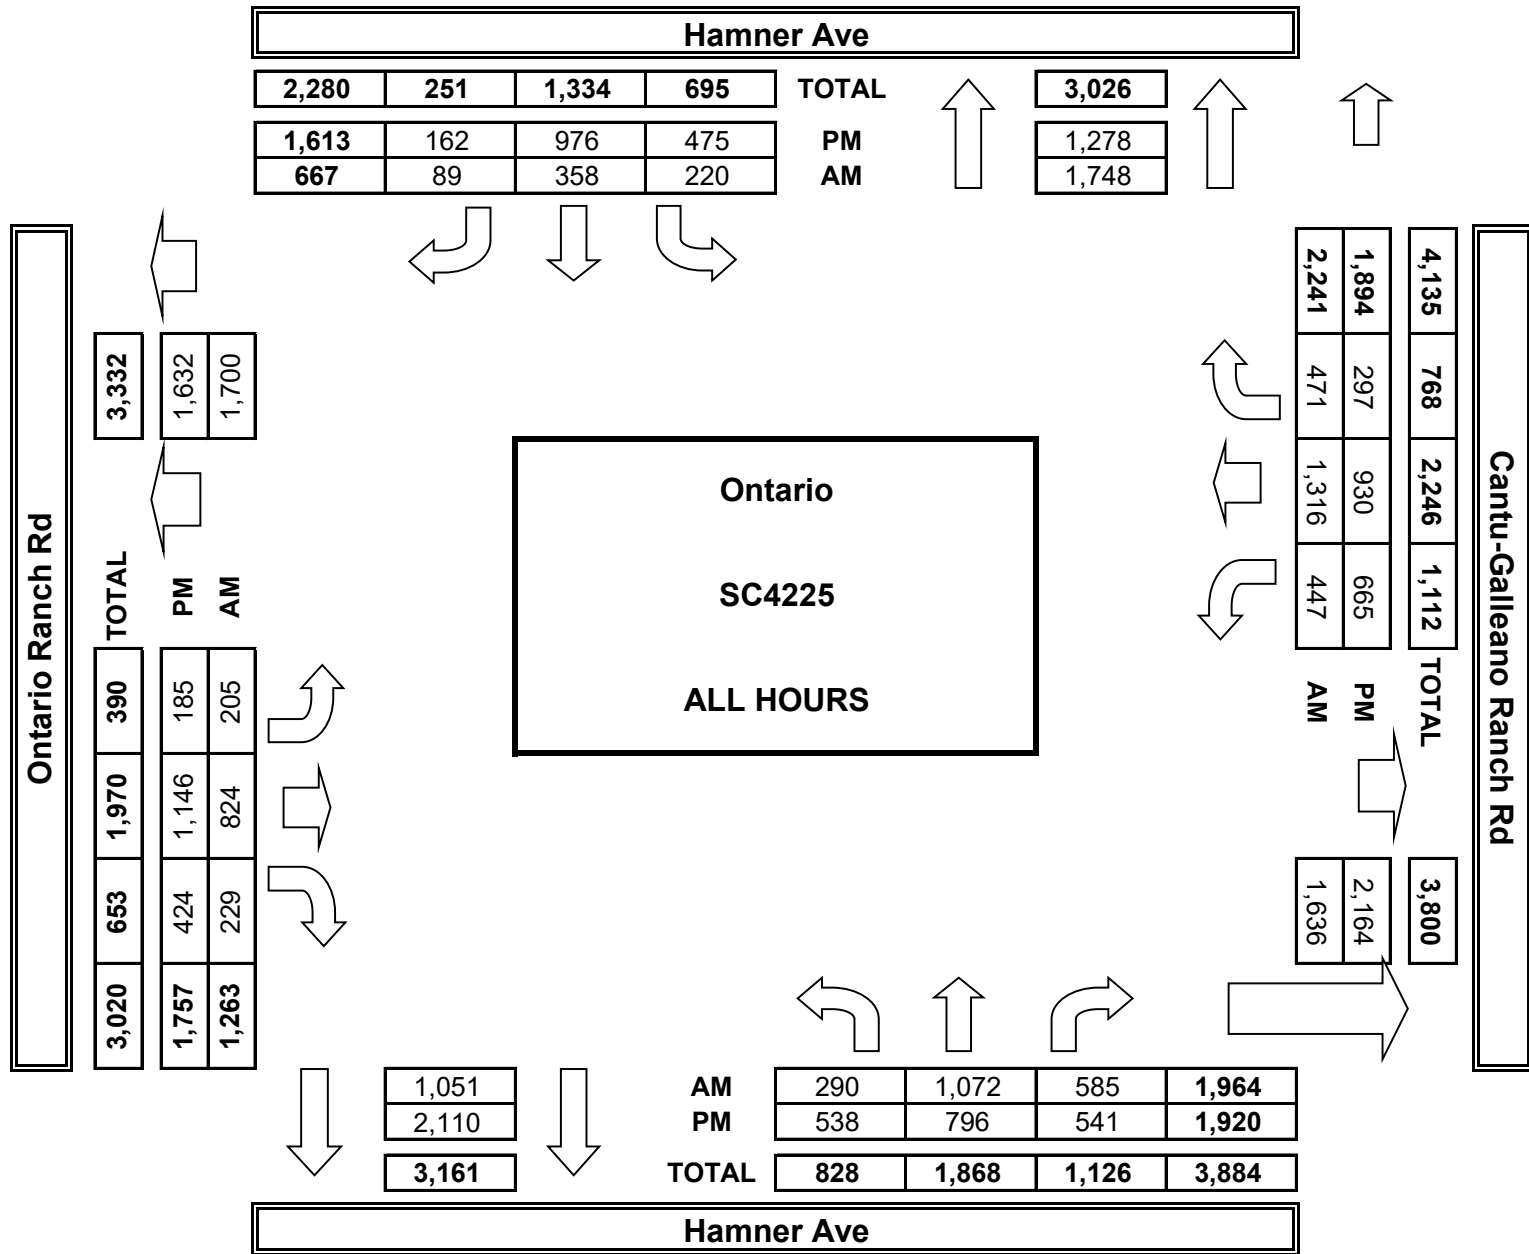 Hamner Ave
2,280 251 1,334 695 TOTAL 3,026
1,613 162 976 475 PM 1,278
667 89 358 220 AM 1,748
Ontario Ranch Rd
3,332 1,632 1,700
TOTAL PM AM
390 185 205
1,970 1,146 824
653 424 229
3,020 1,757 1,263
Ontario
SC4225
ALL HOURS
2,241 1,894 4,135
471 297 768
1,316 930 2,246
447 665 1,112
AM PM TOTAL
1,636 2,164 3,800
Cantu-Galleano Ranch Rd
1,051 AM 290 1,072 585 1,964
2,110 PM 538 796 541 1,920
3,161 TOTAL 828 1,868 1,126 3,884
Hamner Ave